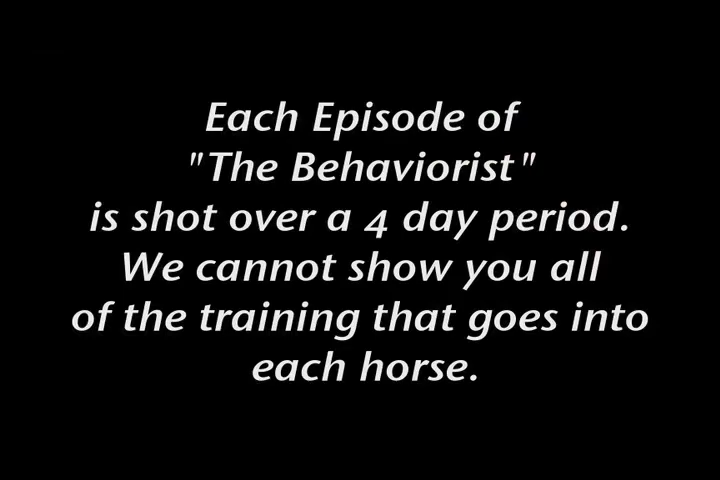 Each Episode of
"The Behaviorist"
is shot over a 4 day period.
We cannot show you all
of the training that goes into
each horse.